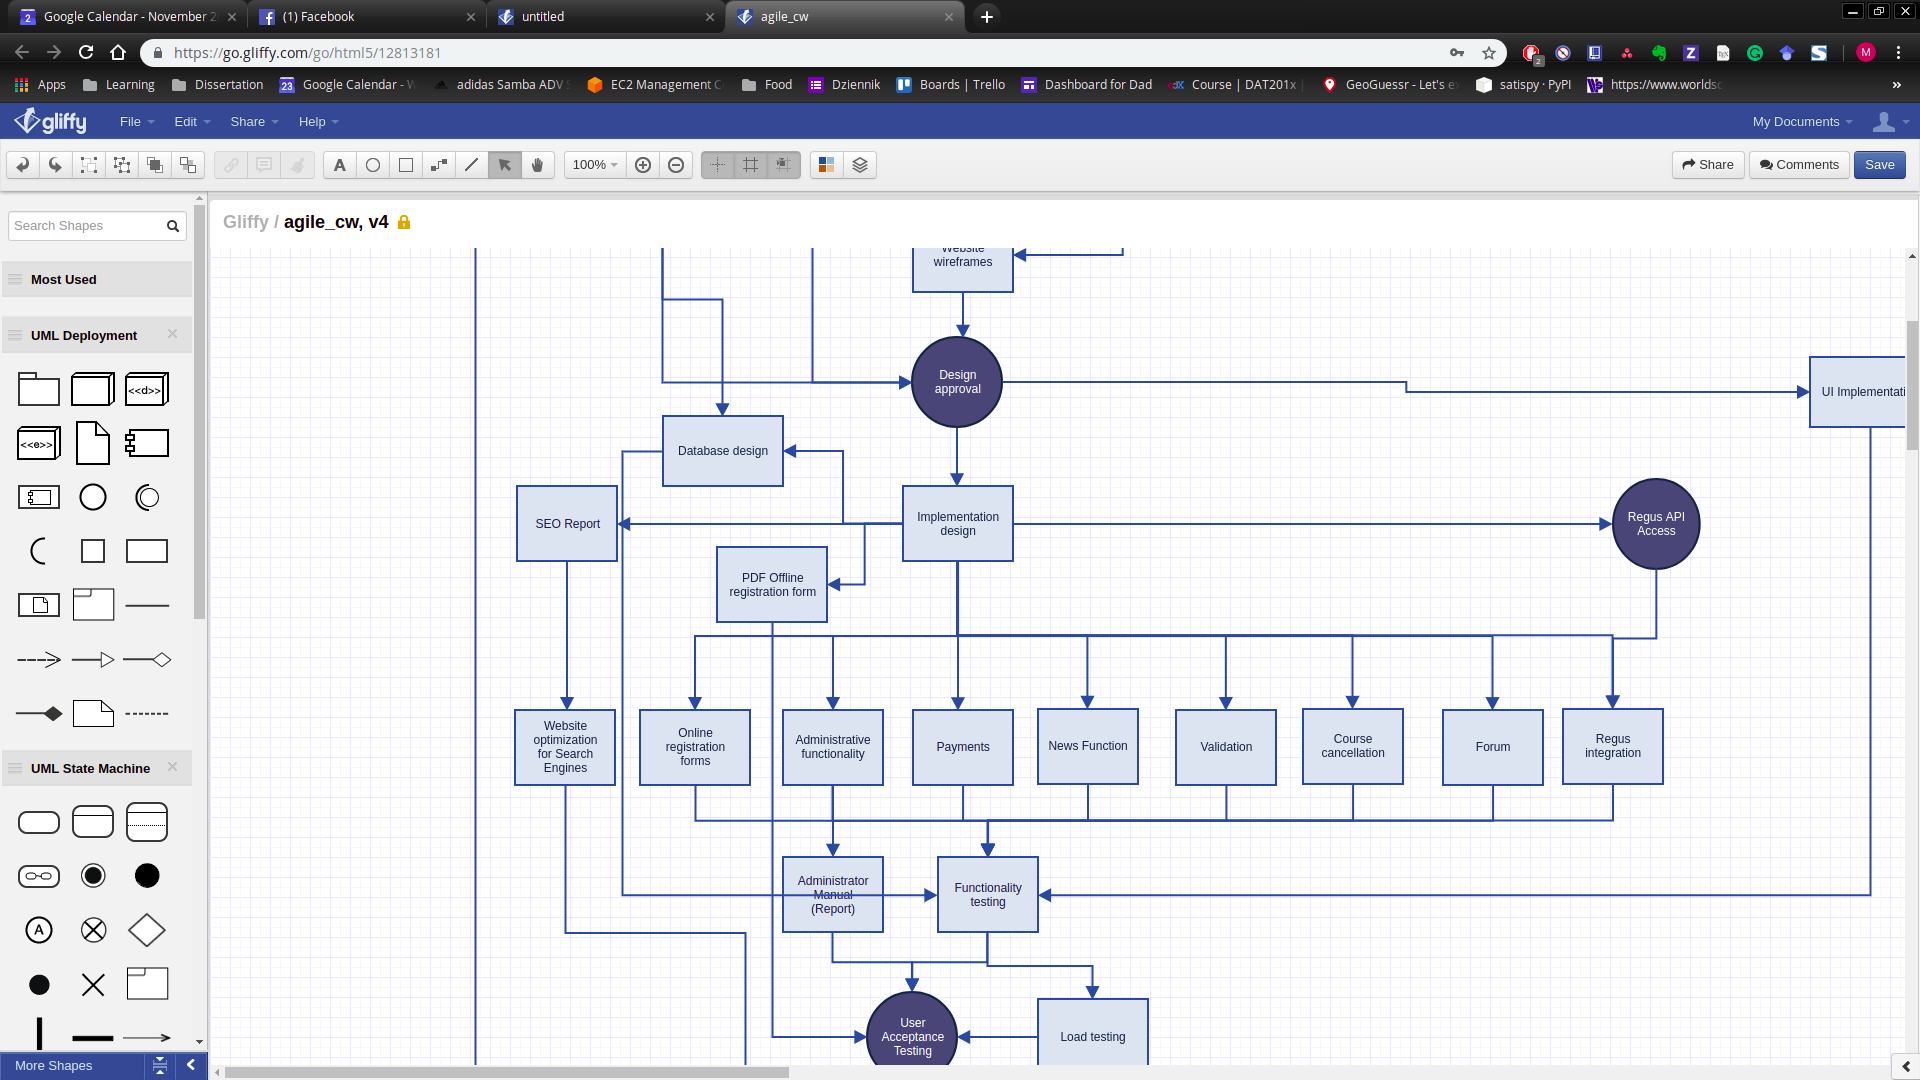 Google Calendar - November 2
(1) Facebook
untitled
agile_cw
https://go.gliffy.com/go/html5/12813181
2
M
Apps
Learning
Dissertation
Google Calendar - W
adidas Samba ADV S
EC2 Management C
Food
Dziennik
Boards | Trello
Dashboard for Dad
Course | DAT201x |
GeoGuessr - Let's e
satispy · PyPI
https://www.worldsc
»
gliffy
File
Edit
Share
Help
My Documents
A
100%
Share
Comments
Save
Search Shapes
Gliffy / agile_cw, v4
Most Used
UML Deployment
<<d>>
<<e>>
UML State Machine
A
More Shapes
Website
wireframes
Design
approval
UI Implementati
Database design
SEO Report
Implementation
design
Regus API
Access
PDF Offline
registration form
Website
optimization
for Search
Engines
Online
registration
forms
Administrative
functionality
Payments
News Function
Validation
Course
cancellation
Forum
Regus
integration
Administrator
Manual
(Report)
Functionality
testing
User
Acceptance
Testing
Load testing